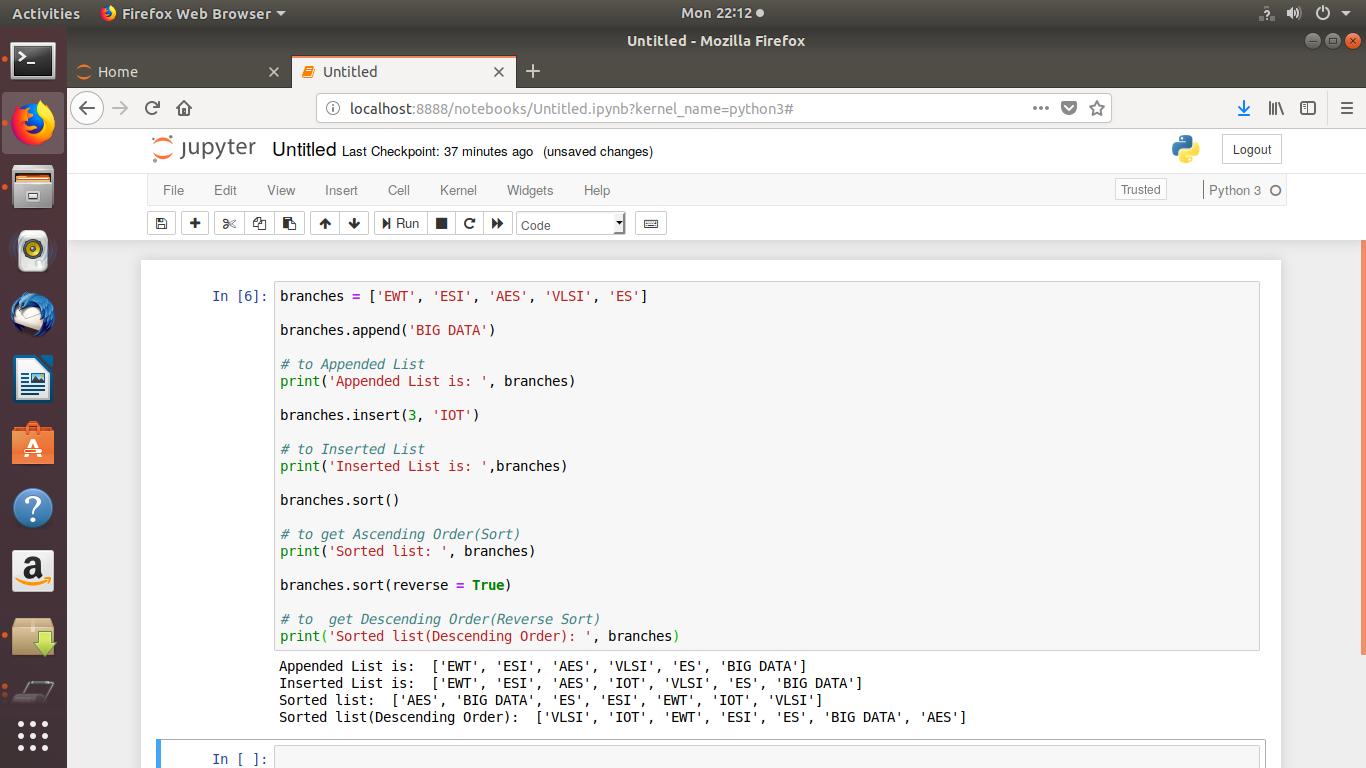 Activities Firefox Web Browser Mon 22:12
Untitled - Mozilla Firefox
Home Untitled
localhost:8888/notebooks/Untitled.ipynb?kernel_name=python3#
jupyter Untitled Last Checkpoint: 37 minutes ago (unsaved changes) Logout
File Edit View Insert Cell Kernel Widgets Help Trusted Python 3
Run Code
In [6]: branches = ['EWT', 'ESI', 'AES', 'VLSI', 'ES']
branches.append('BIG DATA')
# to Appended List
print('Appended List is: ', branches)
branches.insert(3, 'IOT')
# to Inserted List
print('Inserted List is: ',branches)
branches.sort()
# to get Ascending Order(Sort)
print('Sorted list: ', branches)
branches.sort(reverse = True)
# to  get Descending Order(Reverse Sort)
print('Sorted list(Descending Order): ', branches)
Appended List is:  ['EWT', 'ESI', 'AES', 'VLSI', 'ES', 'BIG DATA']
Inserted List is:  ['EWT', 'ESI', 'AES', 'IOT', 'VLSI', 'ES', 'BIG DATA']
Sorted list:  ['AES', 'BIG DATA', 'ES', 'ESI', 'EWT', 'IOT', 'VLSI']
Sorted list(Descending Order):  ['VLSI', 'IOT', 'EWT', 'ESI', 'ES', 'BIG DATA', 'AES']
In [ ]: